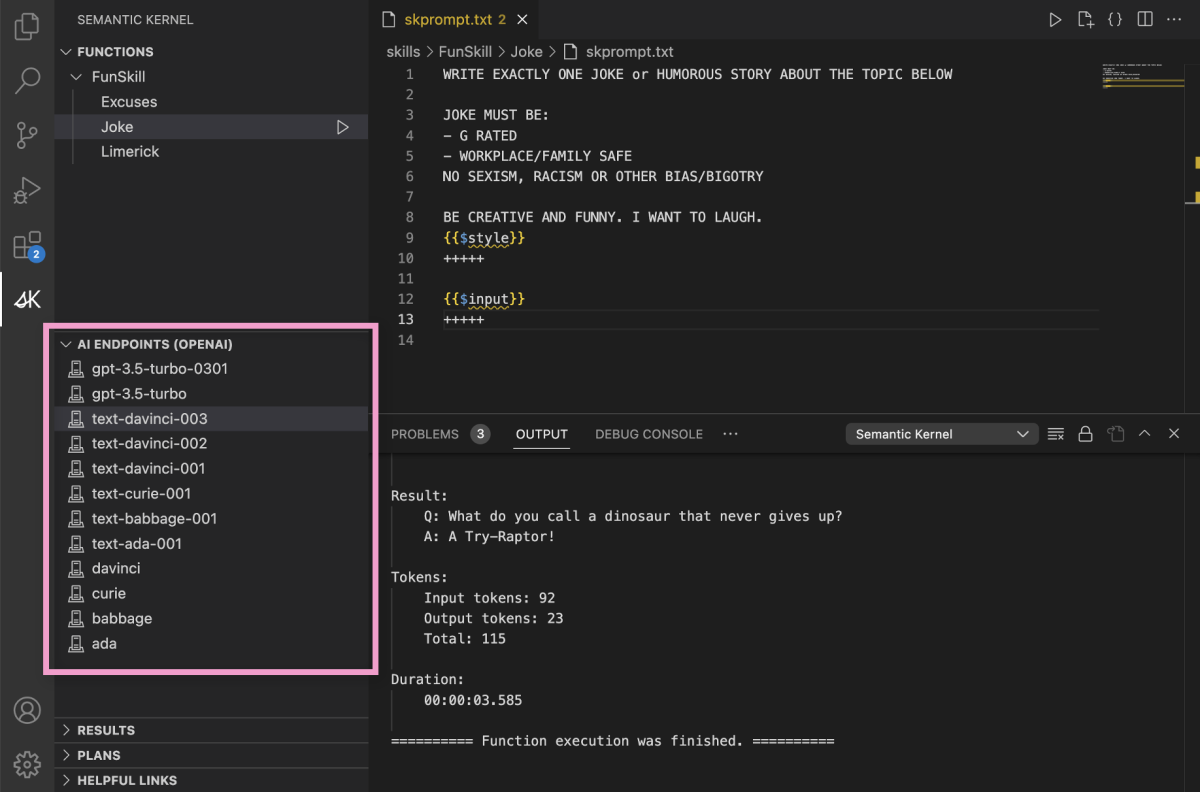 SEMANTIC KERNEL
FUNCTIONS
FunSkill
Excuses
Joke
Limerick
2
AI ENDPOINTS (OPENAI)
gpt-3.5-turbo-0301
gpt-3.5-turbo
text-davinci-003
text-davinci-002
text-davinci-001
text-curie-001
text-babbage-001
text-ada-001
davinci
curie
babbage
ada
RESULTS
PLANS
HELPFUL LINKS
skprompt.txt 2
skills > FunSkill > Joke > skprompt.txt
1 WRITE EXACTLY ONE JOKE or HUMOROUS STORY ABOUT THE TOPIC BELOW
2
3 JOKE MUST BE:
4 - G RATED
5 - WORKPLACE/FAMILY SAFE
6 NO SEXISM, RACISM OR OTHER BIAS/BIGOTRY
7
8 BE CREATIVE AND FUNNY. I WANT TO LAUGH.
9 {{$style}}
10 +++++
11
12 {{$input}}
13 +++++
14
PROBLEMS 3 OUTPUT DEBUG CONSOLE ··· Semantic Kernel
Result:
Q: What do you call a dinosaur that never gives up?
A: A Try-Raptor!
Tokens:
Input tokens: 92
Output tokens: 23
Total: 115
Duration:
00:00:03.585
========== Function execution was finished. ==========